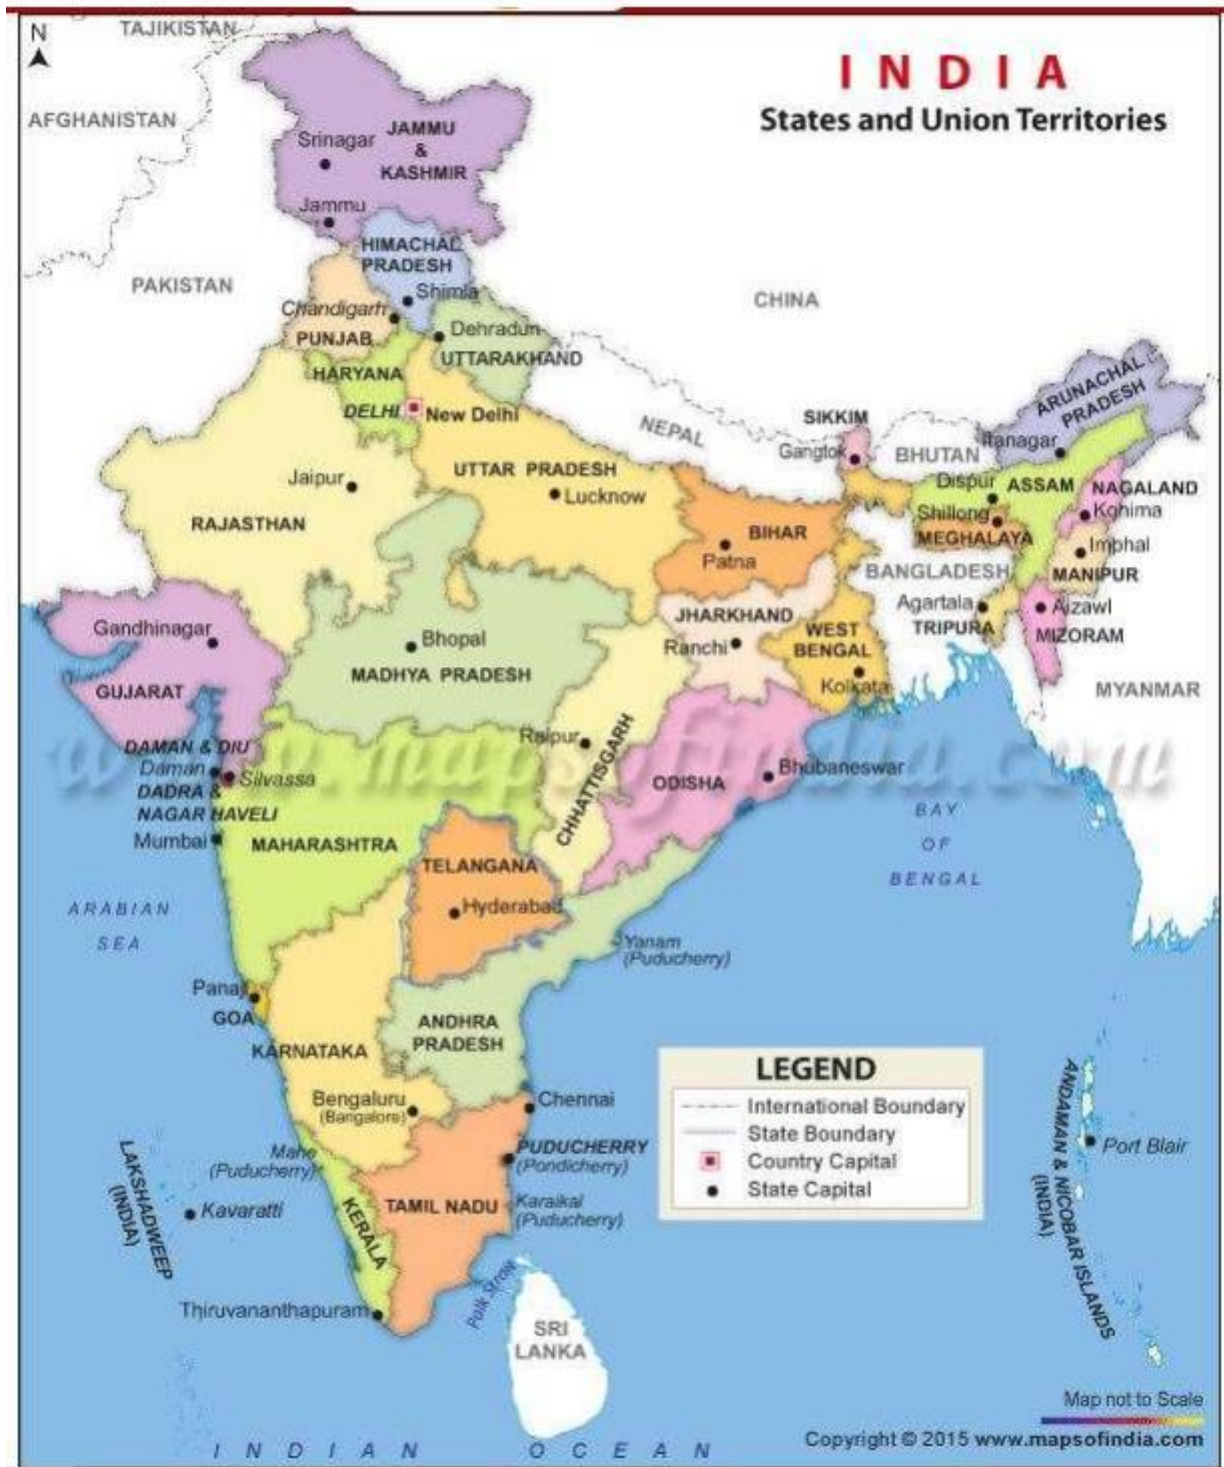 N
TAJIKISTAN
INDIA
States and Union Territories
AFGHANISTAN
JAMMU
&
KASHMIR
Srinagar
Jammu
HIMACHAL
PRADESH
PAKISTAN
Shimla
CHINA
Chandigarh
PUNJAB
Dehradun
UTTARAKHAND
HARYANA
DELHI
New Delhi
NEPAL
SIKKIM
Gangtok
BHUTAN
ARUNACHAL
PRADESH
Itanagar
UTTAR PRADESH
Lucknow
Jaipur
RAJASTHAN
Dispur
ASSAM
NAGALAND
Kohima
Shillong
MEGHALAYA
BIHAR
Patna
Imphal
MANIPUR
BANGLADESH
Agartala
TRIPURA
Aizawl
MIZORAM
JHARKHAND
Ranchi
WEST
BENGAL
Kolkata
Gandhinagar
GUJARAT
Bhopal
MADHYA PRADESH
MYANMAR
www.mapsofindia.com
DAMAN & DIU
Daman
Silvassa
DADRA &
NAGAR HAVELI
Mumbai
MAHARASHTRA
Raipur
CHHATTISGARH
ODISHA
Bhubaneswar
BAY
OF
BENGAL
TELANGANA
Hyderabad
ARABIAN
SEA
Yanam
(Puducherry)
Panaji
GOA
KARNATAKA
ANDHRA
PRADESH
Bengaluru
(Bangalore)
Chennai
LEGEND
International Boundary
State Boundary
Country Capital
State Capital
Mahe
(Puducherry)
PUDUCHERRY
(Pondicherry)
Karaikal
(Puducherry)
TAMIL NADU
KERALA
LAKSHADWEEP
(INDIA)
Kavaratti
Thiruvananthapuram
Palk Strait
SRI
LANKA
ANDAMAN & NICOBAR ISLANDS
(INDIA)
Port Blair
INDIAN OCEAN
Map not to Scale
Copyright © 2015 www.mapsofindia.com